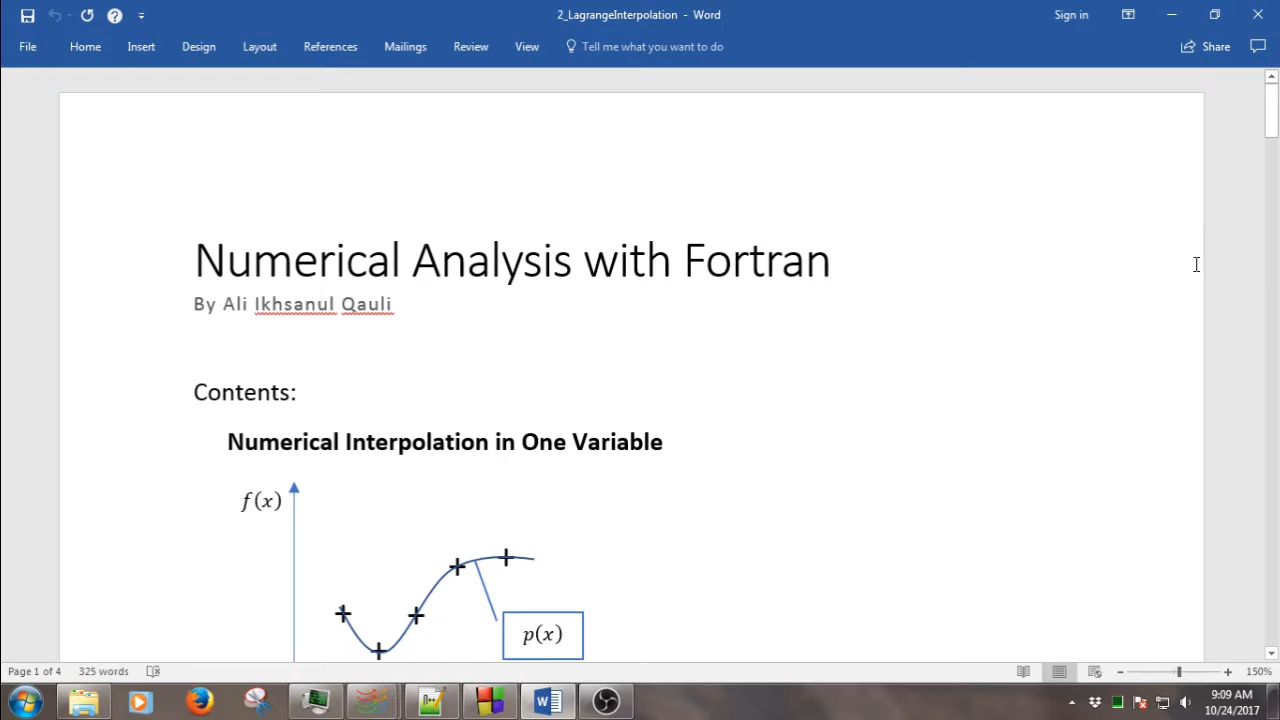 2_LagrangeInterpolation - Word
Sign in
File Home Insert Design Layout References Mailings Review View Tell me what you want to do Share
Numerical Analysis with Fortran
By Ali Ikhsanul Qauli
Contents:
Numerical Interpolation in One Variable
f(x)
p(x)
Page 1 of 4 325 words 150%
9:09 AM
10/24/2017